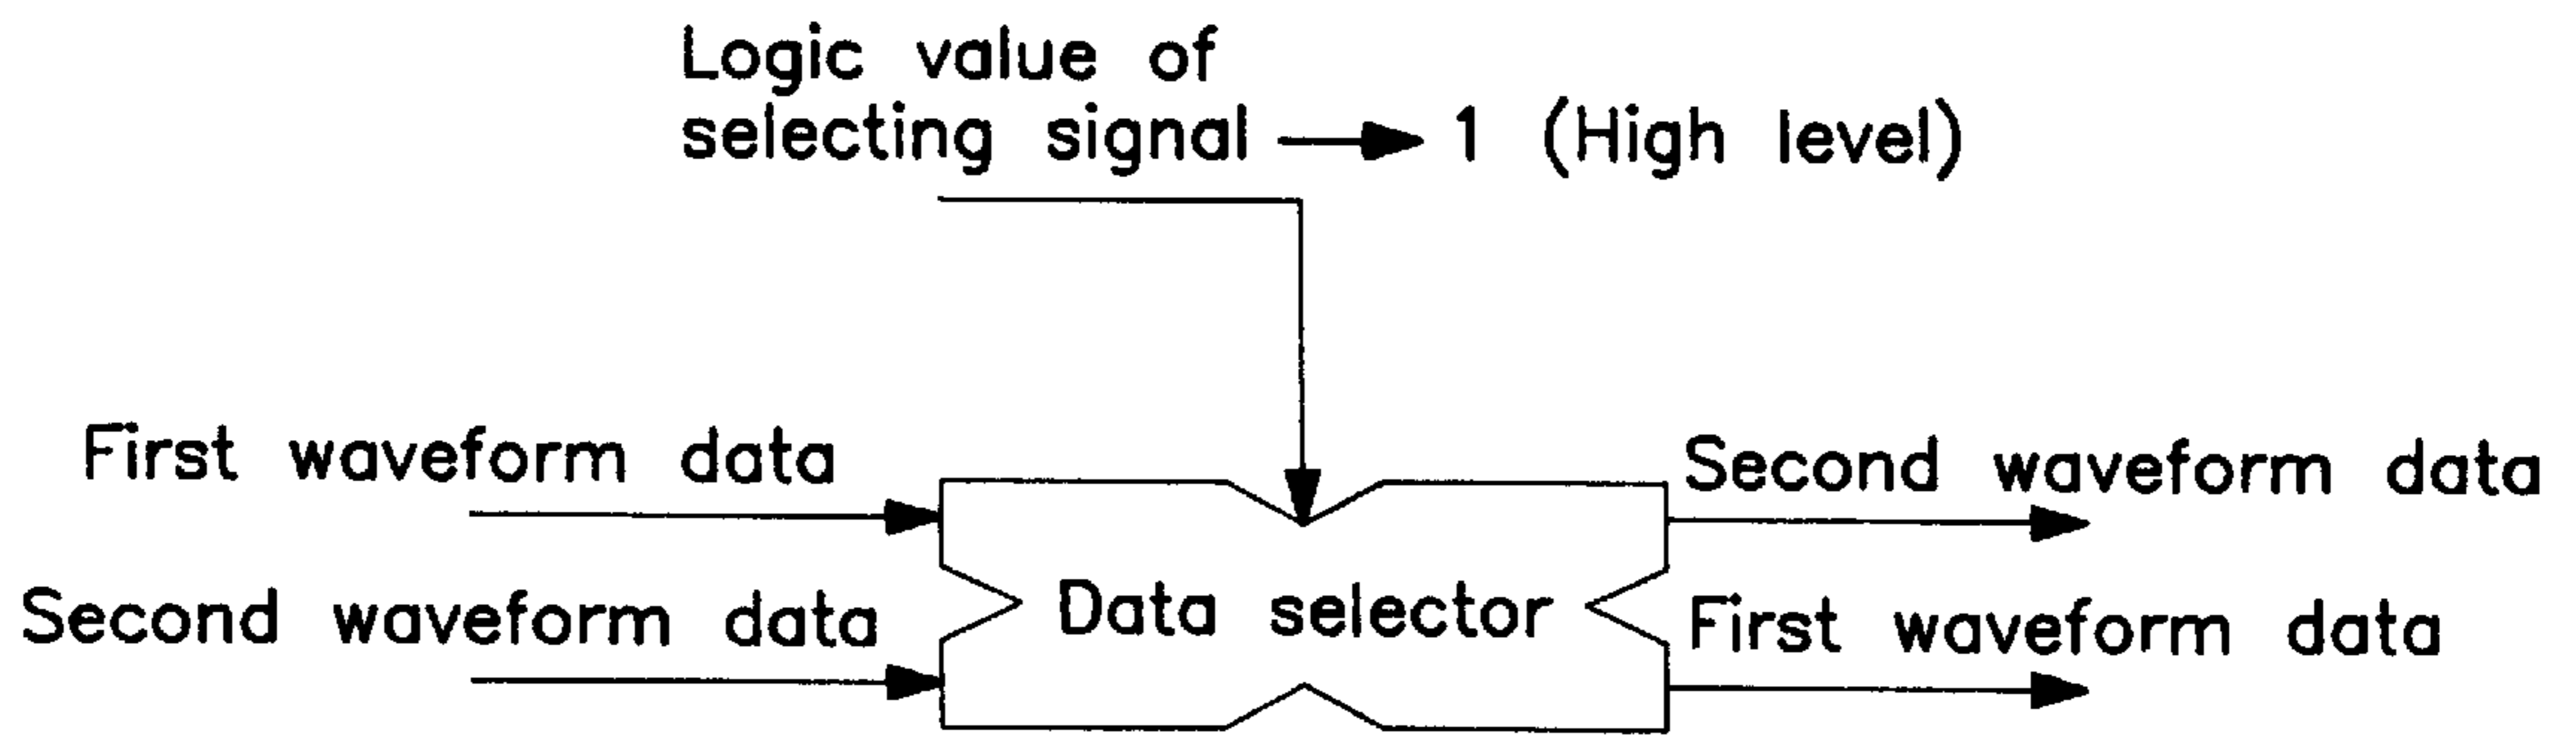 Logic value of
selecting signal → 1 (High level)
First waveform data
Second waveform data
Data selector
Second waveform data
First waveform data